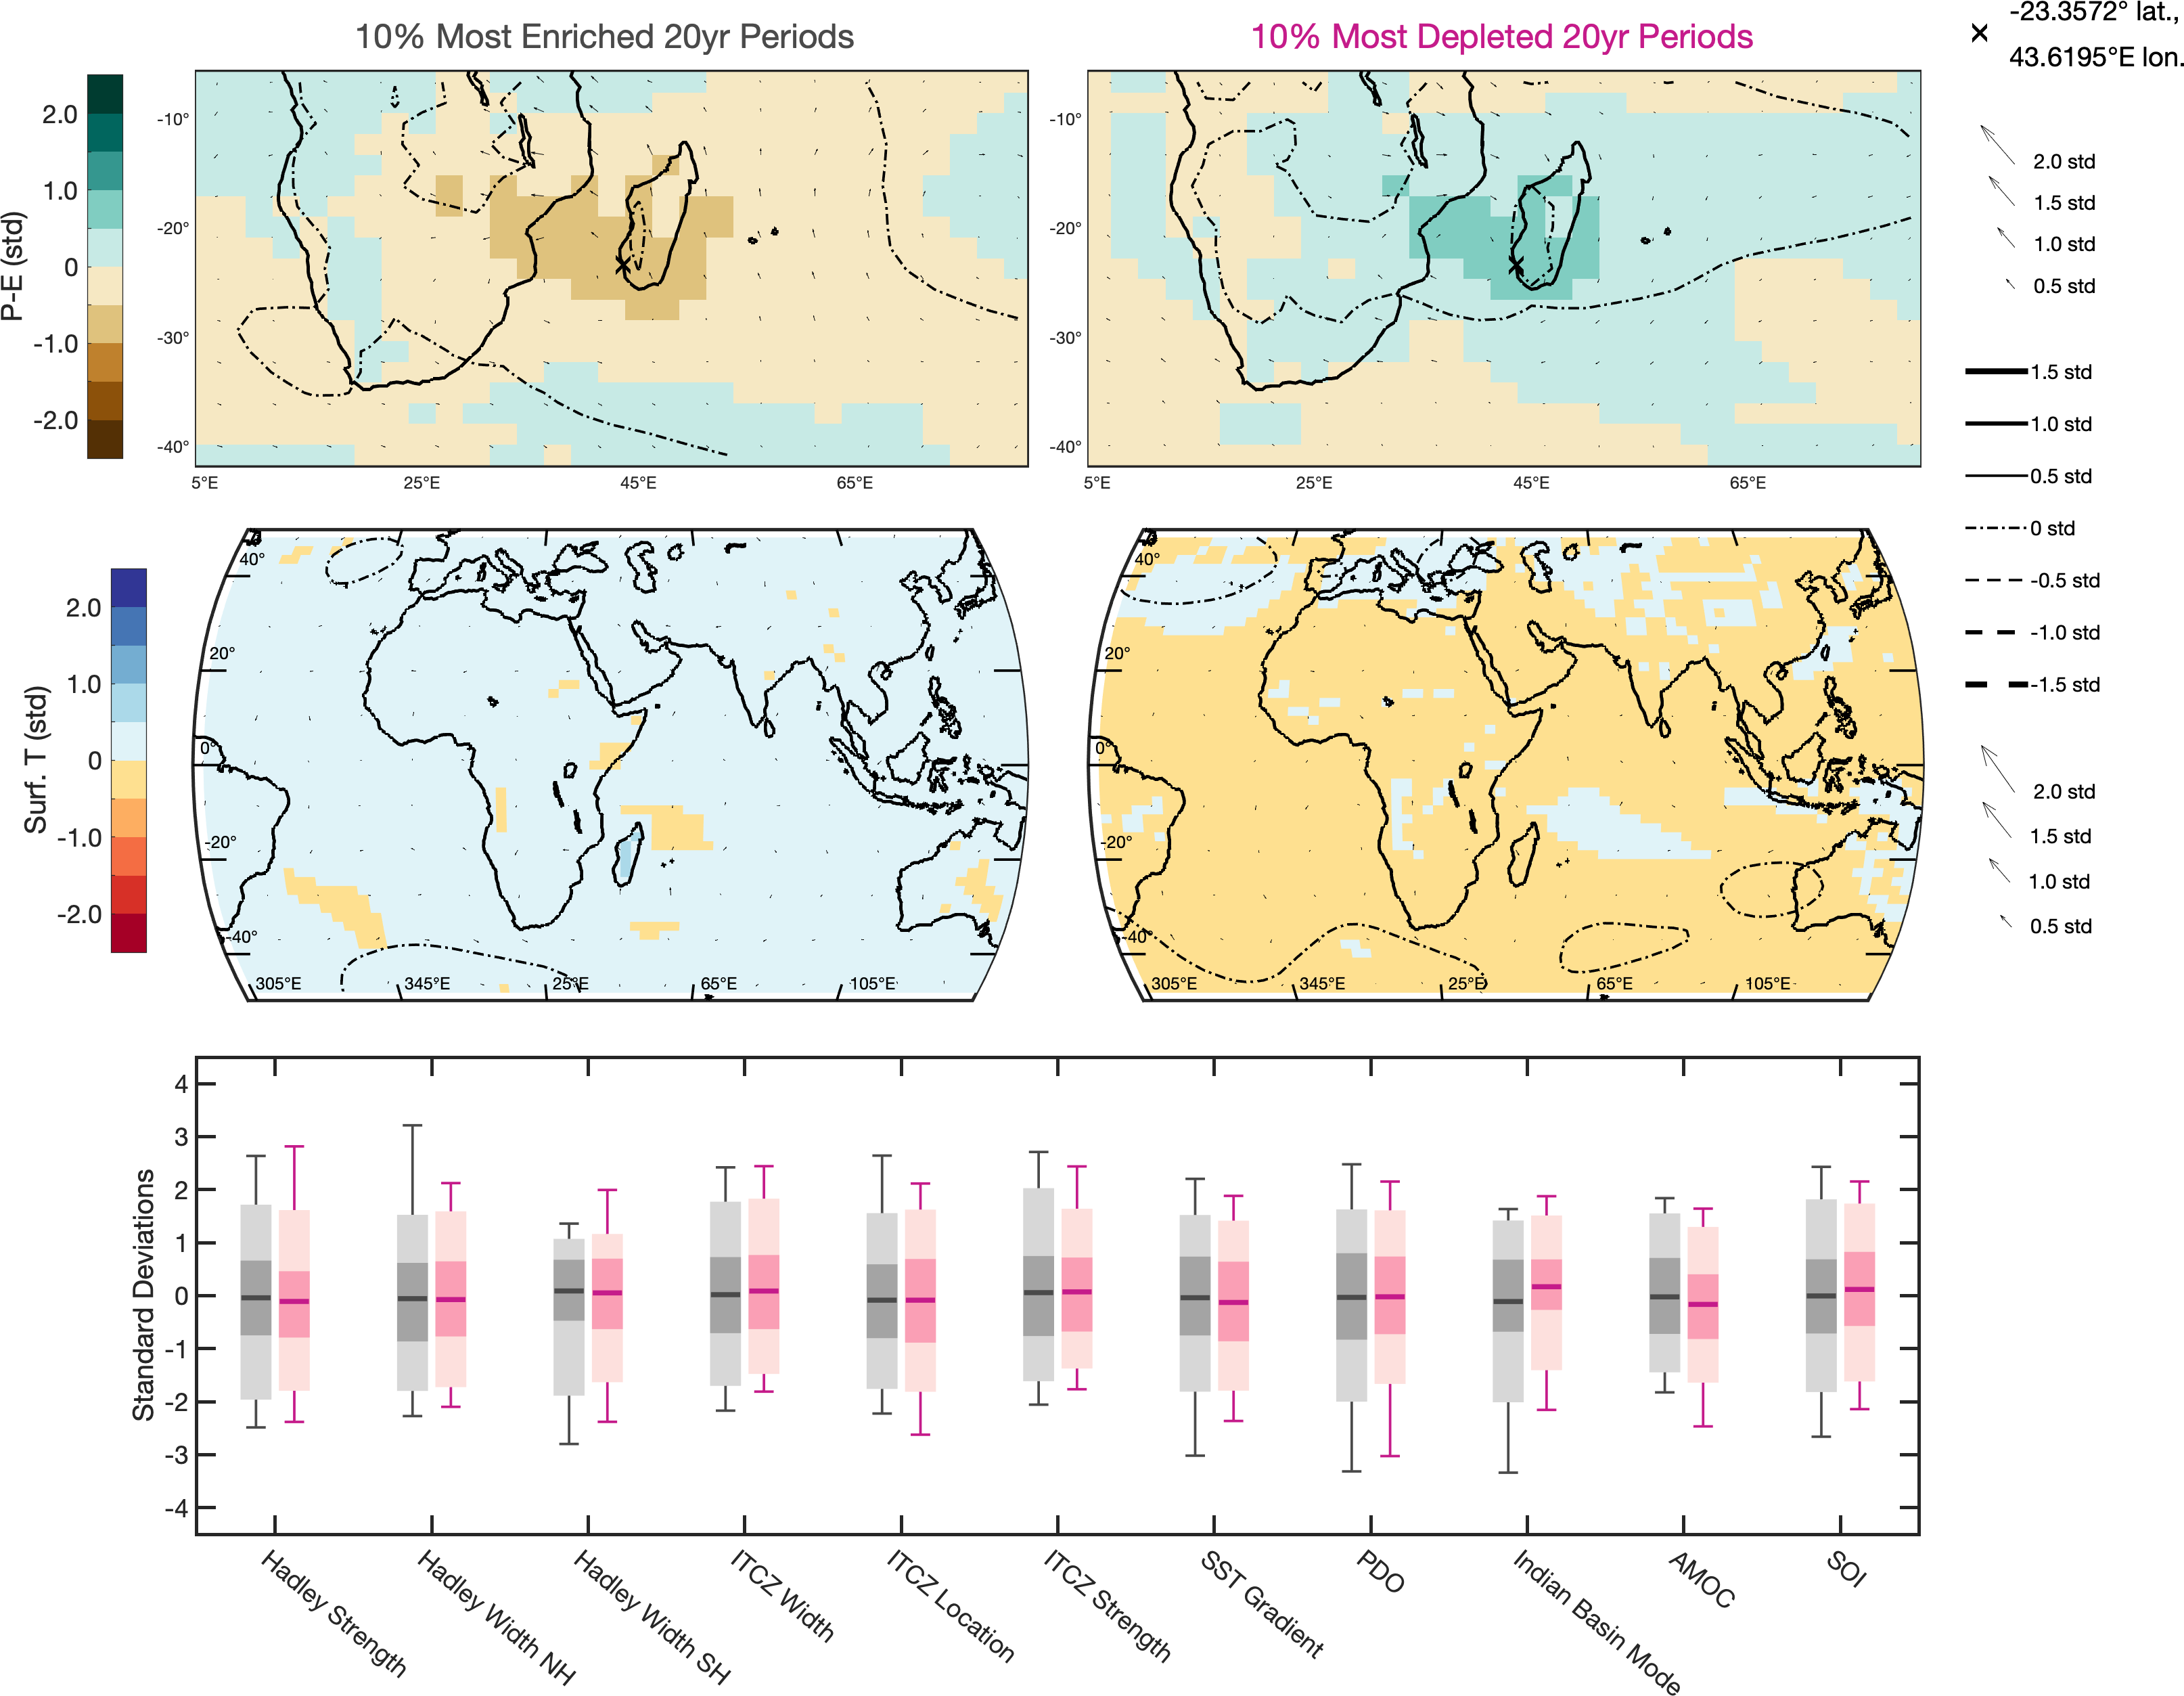 10% Most Enriched 20yr Periods
10% Most Depleted 20yr Periods
-23.3572° lat.,
43.6195°E lon.
P-E (std)
2.0
1.0
0
-1.0
-2.0
-10°
-20°
-30°
-40°
5°E 25°E 45°E 65°E
-10°
-20°
-30°
-40°
5°E 25°E 45°E 65°E
2.0 std
1.5 std
1.0 std
0.5 std
1.5 std
1.0 std
0.5 std
0 std
-0.5 std
-1.0 std
-1.5 std
2.0 std
1.5 std
1.0 std
0.5 std
Surf. T (std)
2.0
1.0
0
-1.0
-2.0
40°
20°
0°
-20°
-40°
305°E 345°E 25°E 65°E 105°E
40°
20°
0°
-20°
-40°
305°E 345°E 25°E 65°E 105°E
Standard Deviations
4
3
2
1
0
-1
-2
-3
-4
Hadley Strength
Hadley Width NH
Hadley Width SH
ITCZ Width
ITCZ Location
ITCZ Strength
SST Gradient
PDO
Indian Basin Mode
AMOC
SOI